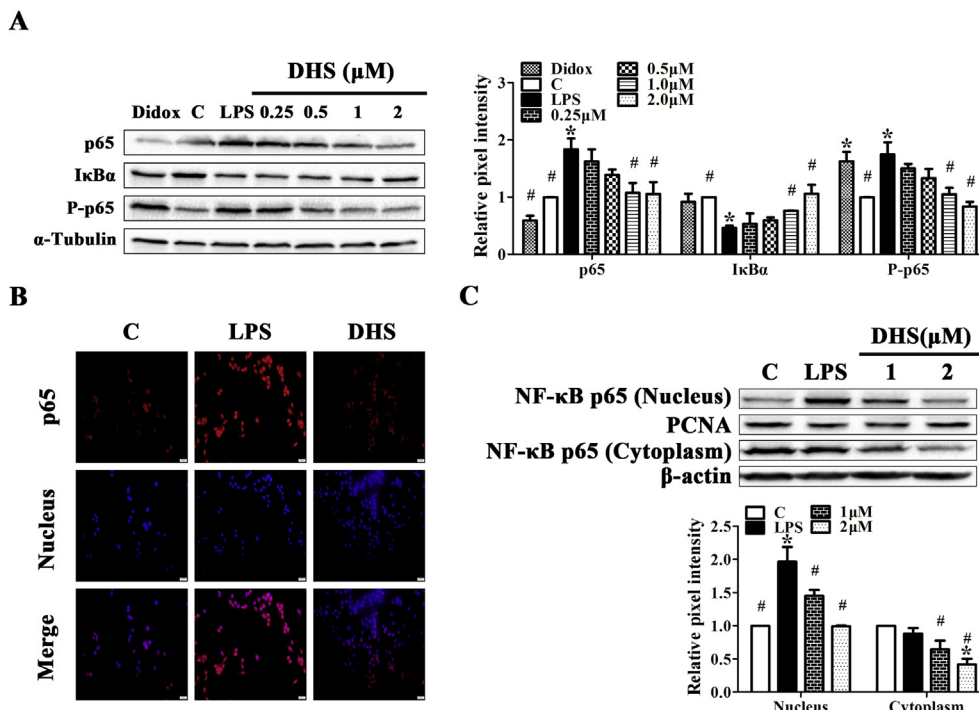 A
DHS (μM)
Didox C LPS 0.25 0.5 1 2
p65
IκBα
P-p65
α-Tubulin
Relative pixel intensity
3
2
1
0
Didox
C
LPS
0.25μM
0.5μM
1.0μM
2.0μM
# # * # #
# * # #
* # * # #
p65 IκBα P-p65
B
C LPS DHS
p65
Nucleus
Merge
C
DHS(μM)
C LPS 1 2
NF-κB p65 (Nucleus)
PCNA
NF-κB p65 (Cytoplasm)
β-actin
Relative pixel intensity
2.5
2.0
1.5
1.0
0.5
0.0
C
LPS
1μM
2μM
# * # #
# #
*
Nucleus Cytoplasm